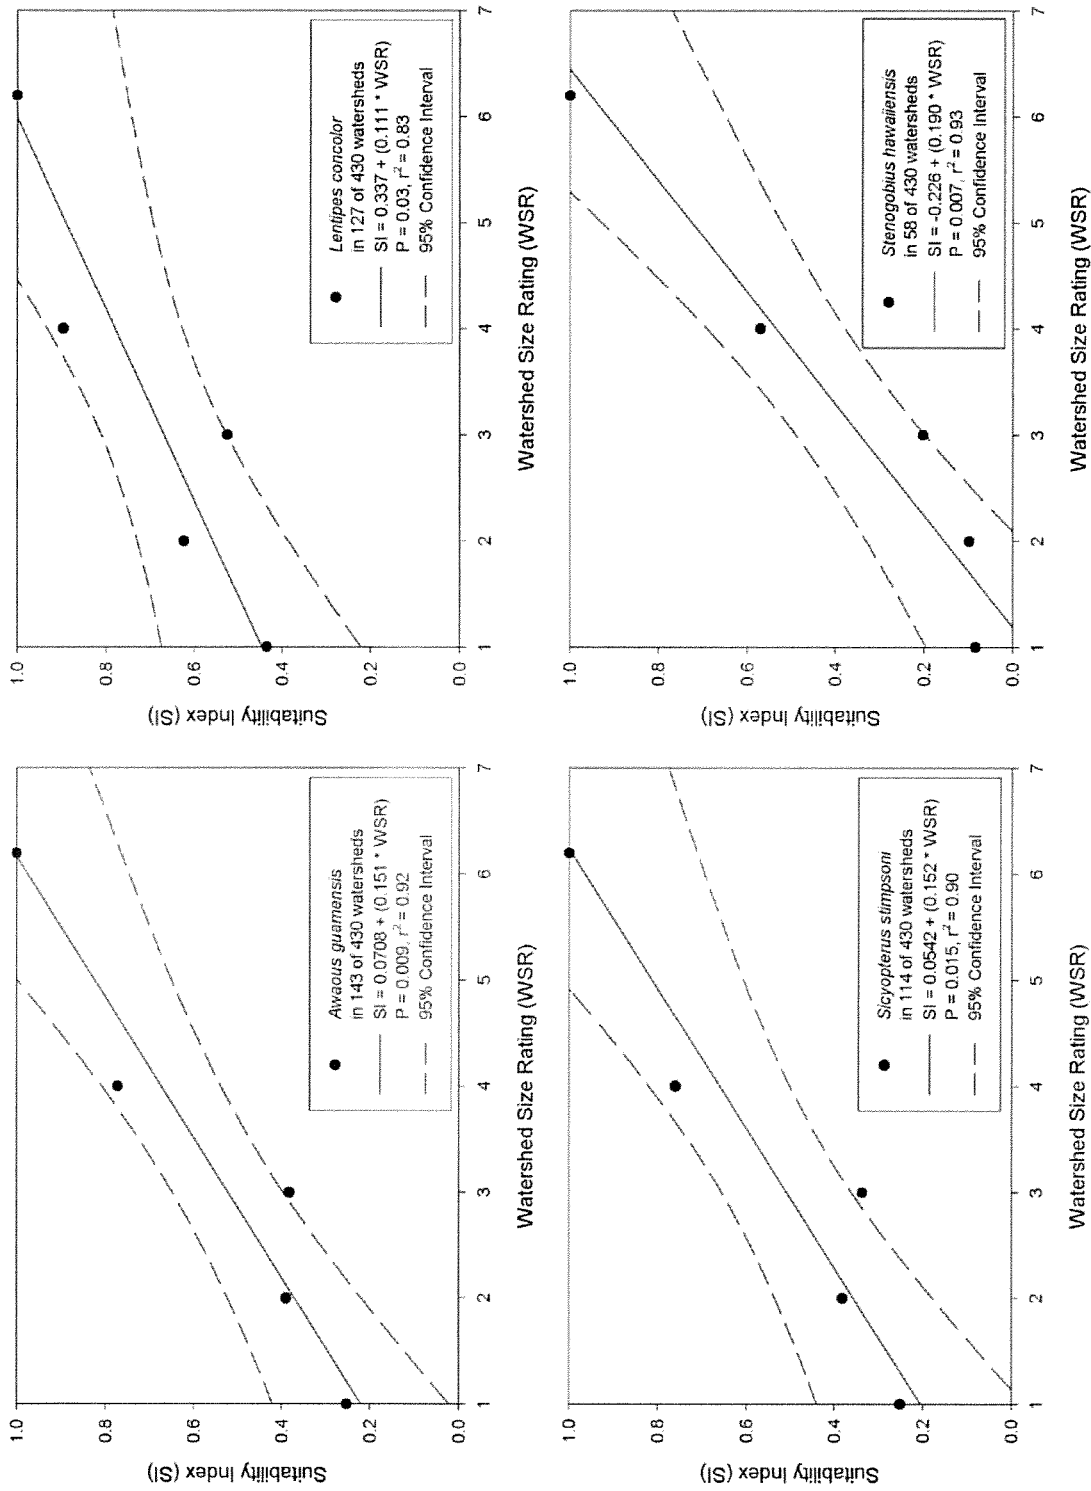 1.0
0.8
0.6
0.4
0.2
0.0
Suitability Index (SI)
1 2 3 4 5 6 7
Watershed Size Rating (WSR)
Awaous guamensis
in 143 of 430 watersheds
SI = 0.0708 + (0.151 * WSR)
P = 0.009, r² = 0.92
95% Confidence Interval
1.0
0.8
0.6
0.4
0.2
0.0
Suitability Index (SI)
1 2 3 4 5 6 7
Watershed Size Rating (WSR)
Lentipes concolor
in 127 of 430 watersheds
SI = 0.337 + (0.111 * WSR)
P = 0.03, r² = 0.83
95% Confidence Interval
1.0
0.8
0.6
0.4
0.2
0.0
Suitability Index (SI)
1 2 3 4 5 6 7
Watershed Size Rating (WSR)
Sicyopterus stimpsoni
in 114 of 430 watersheds
SI = 0.0542 + (0.152 * WSR)
P = 0.015, r² = 0.90
95% Confidence Interval
1.0
0.8
0.6
0.4
0.2
0.0
Suitability Index (SI)
1 2 3 4 5 6 7
Watershed Size Rating (WSR)
Stenogobius hawaiiensis
in 58 of 430 watersheds
SI = -0.226 + (0.190 * WSR)
P = 0.007, r² = 0.93
95% Confidence Interval